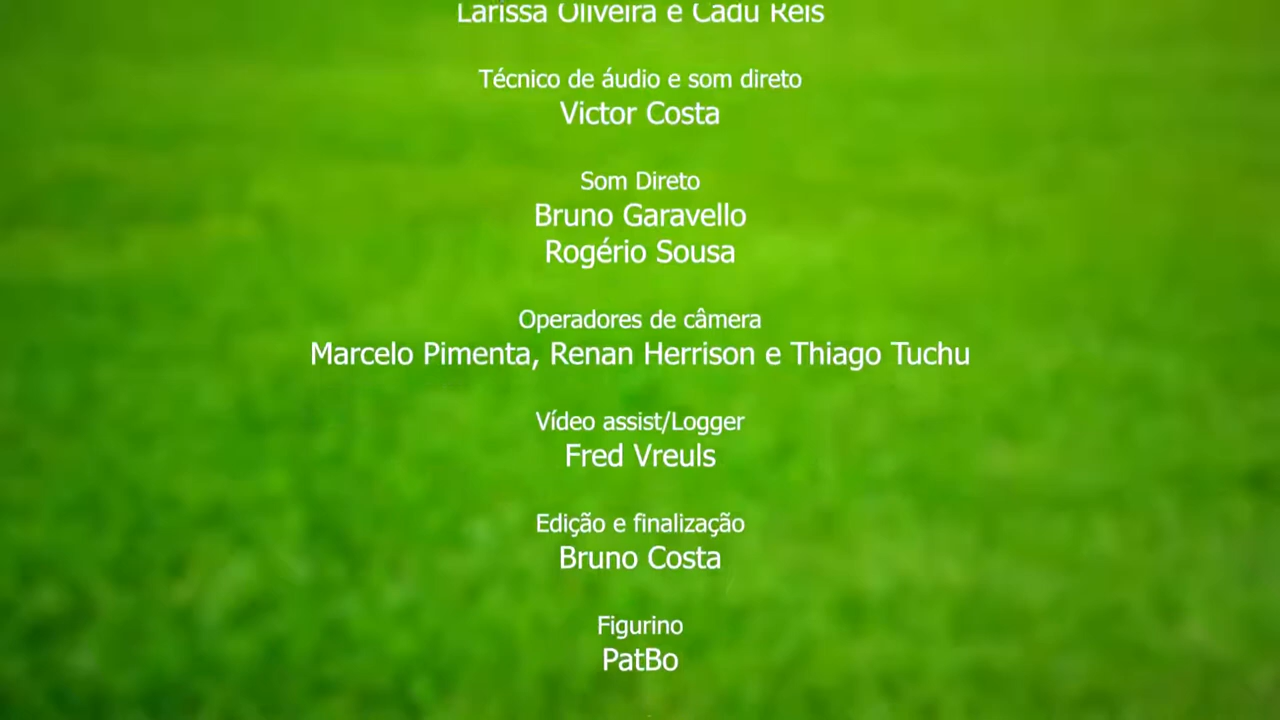 Larissa Oliveira e Cadu Reis
Técnico de áudio e som direto
Victor Costa
Som Direto
Bruno Garavello
Rogério Sousa
Operadores de câmera
Marcelo Pimenta, Renan Herrison e Thiago Tuchu
Vídeo assist/Logger
Fred Vreuls
Edição e finalização
Bruno Costa
Figurino
PatBo